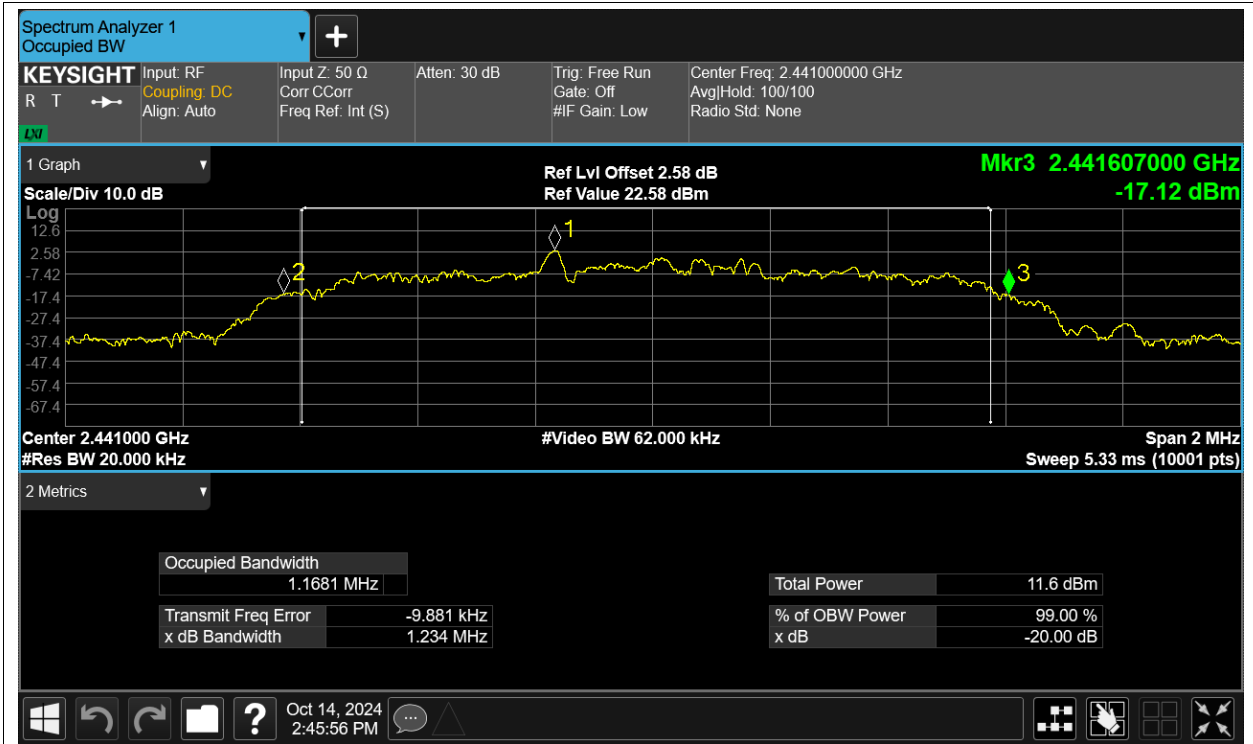 Spectrum Analyzer 1
Occupied BW
KEYSIGHT
R T
LXI
Input: RF
Coupling: DC
Align: Auto
Input Z: 50 Ω
Corr CCorr
Freq Ref: Int (S)
Atten: 30 dB
Trig: Free Run
Gate: Off
#IF Gain: Low
Center Freq: 2.441000000 GHz
Avg|Hold: 100/100
Radio Std: None
1 Graph
Scale/Div 10.0 dB
Ref Lvl Offset 2.58 dB
Ref Value 22.58 dBm
Mkr3 2.441607000 GHz
-17.12 dBm
Log
12.6
2.58
-7.42
-17.4
-27.4
-37.4
-47.4
-57.4
-67.4
1
2
3
Center 2.441000 GHz
#Res BW 20.000 kHz
#Video BW 62.000 kHz
Span 2 MHz
Sweep 5.33 ms (10001 pts)
2 Metrics
Occupied Bandwidth
1.1681 MHz
Transmit Freq Error -9.881 kHz
x dB Bandwidth 1.234 MHz
Total Power 11.6 dBm
% of OBW Power 99.00 %
x dB -20.00 dB
?
Oct 14, 2024
2:45:56 PM